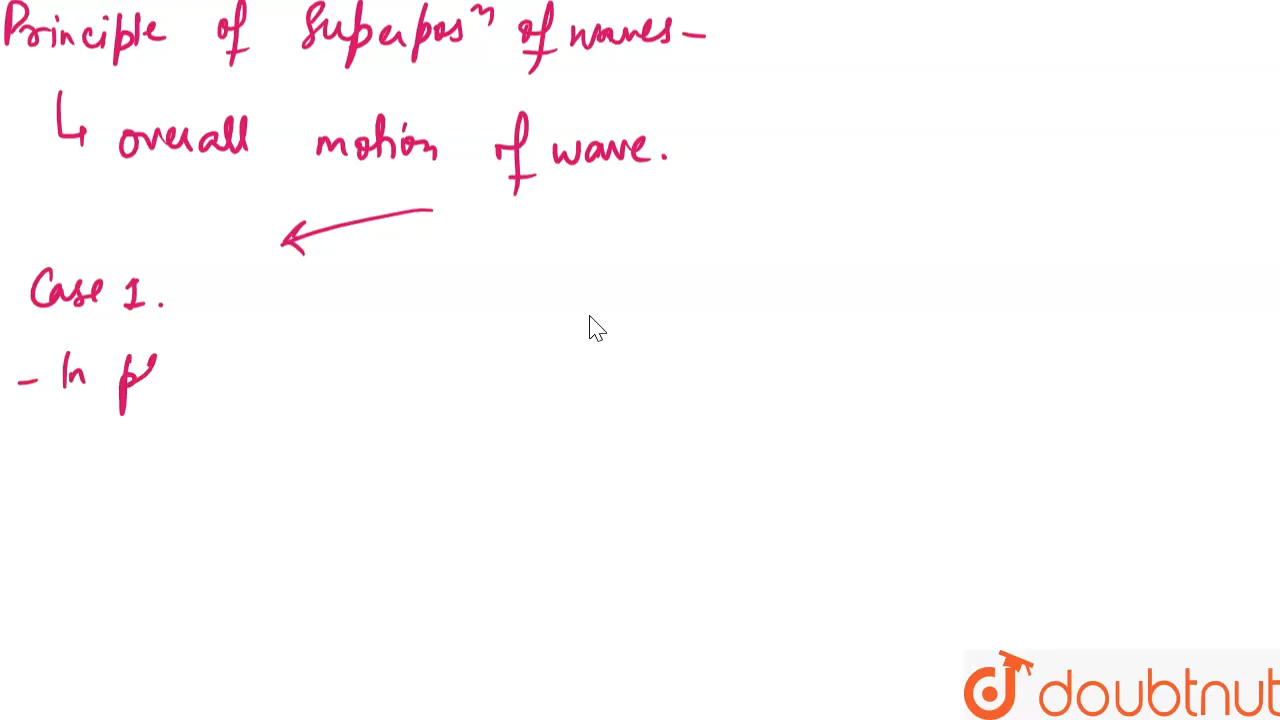 Principle of Superposⁿ of waves-
↳ overall motion of wave.
Case 1.
- In p
doubtnut